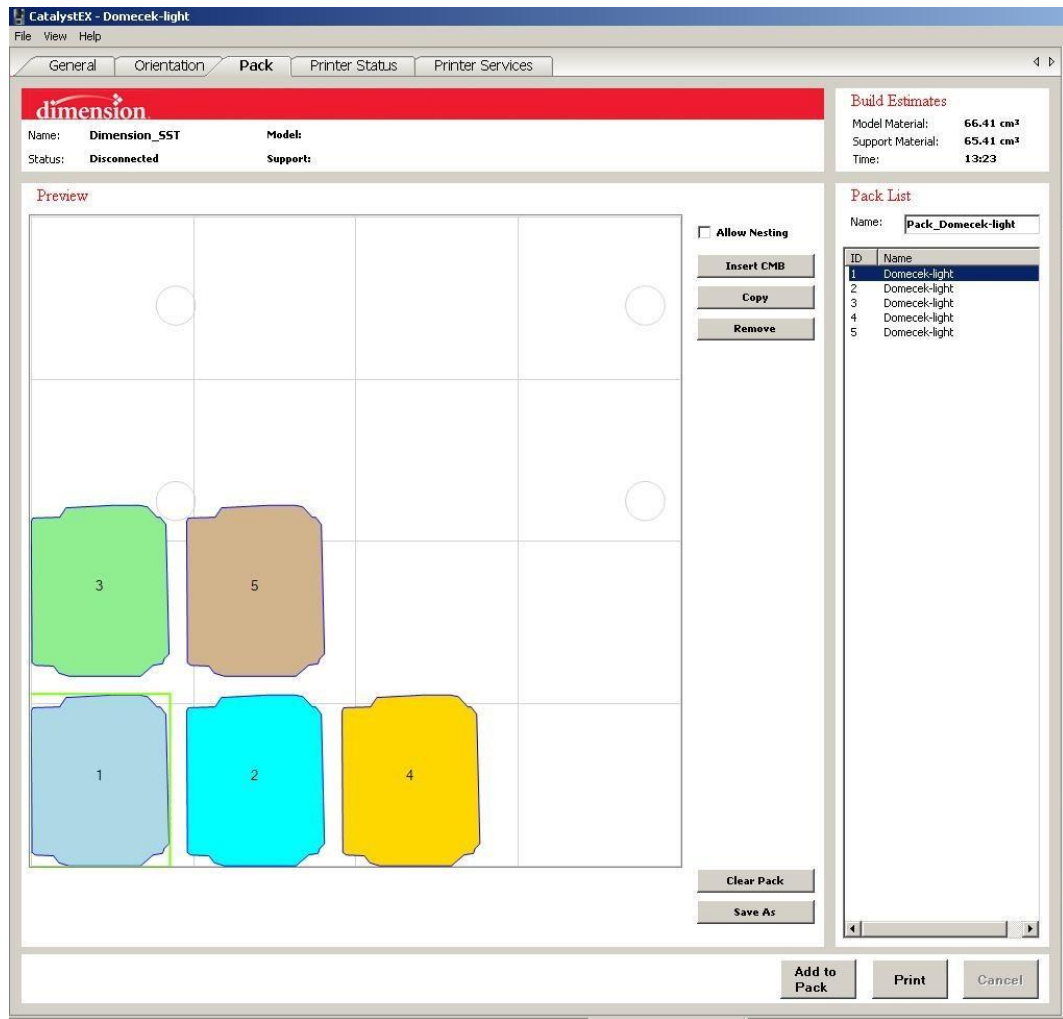 CatalystEX - Domecek-light
File View Help
General Orientation Pack Printer Status Printer Services
dimension
Name: Dimension_SST Model:
Status: Disconnected Support:
Build Estimates
Model Material: 66.41 cm³
Support Material: 65.41 cm³
Time: 13:23
Preview
Allow Nesting
Insert CMB
Copy
Remove
3
5
1
2
4
Clear Pack
Save As
Pack List
Name: Pack_Domecek-light
ID Name
1 Domecek-light
2 Domecek-light
3 Domecek-light
4 Domecek-light
5 Domecek-light
Add to
Pack
Print
Cancel